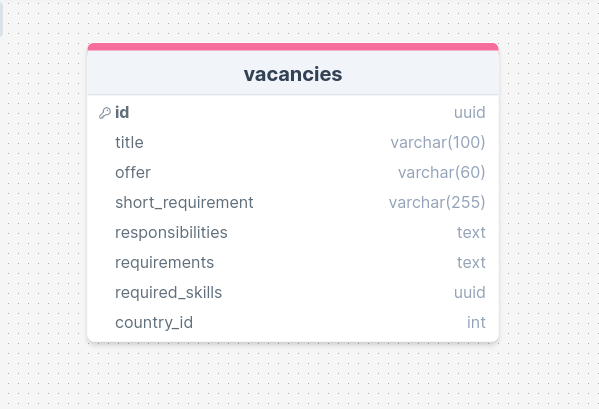 vacancies
id uuid
title varchar(100)
offer varchar(60)
short_requirement varchar(255)
responsibilities text
requirements text
required_skills uuid
country_id int